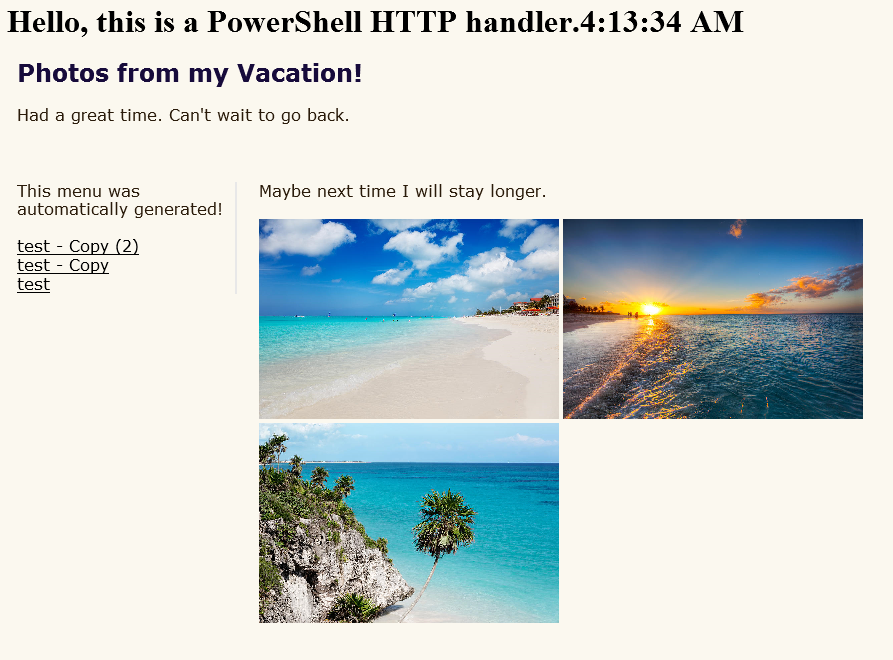 Hello, this is a PowerShell HTTP handler.4:13:34 AM
Photos from my Vacation!
Had a great time. Can't wait to go back.
This menu was
automatically generated!
test - Copy (2)
test - Copy
test
Maybe next time I will stay longer.